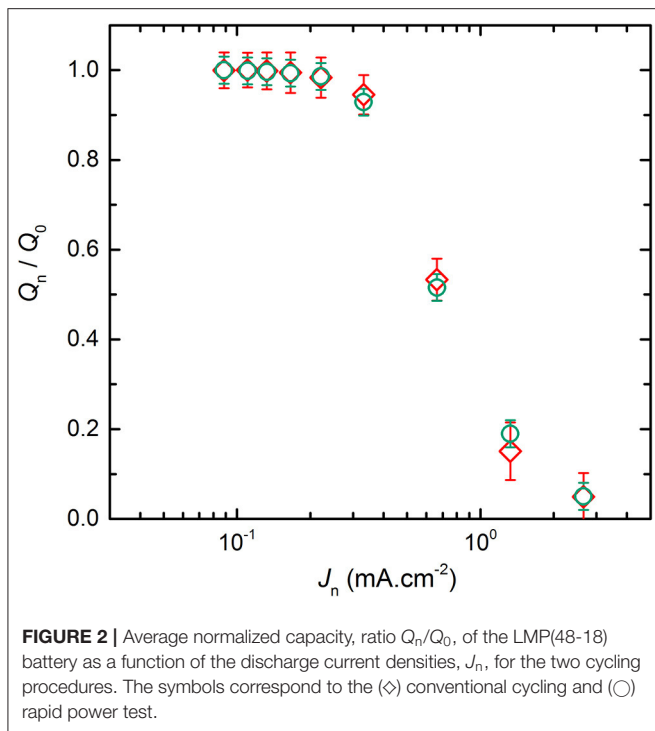 1.0
0.8
0.6
0.4
0.2
0.0
Qn / Q0
10-1
100
Jn (mA.cm-2)
FIGURE 2 | Average normalized capacity, ratio Qn/Q0, of the LMP(48-18)
battery as a function of the discharge current densities, Jn, for the two cycling
procedures. The symbols correspond to the (◇) conventional cycling and (○)
rapid power test.